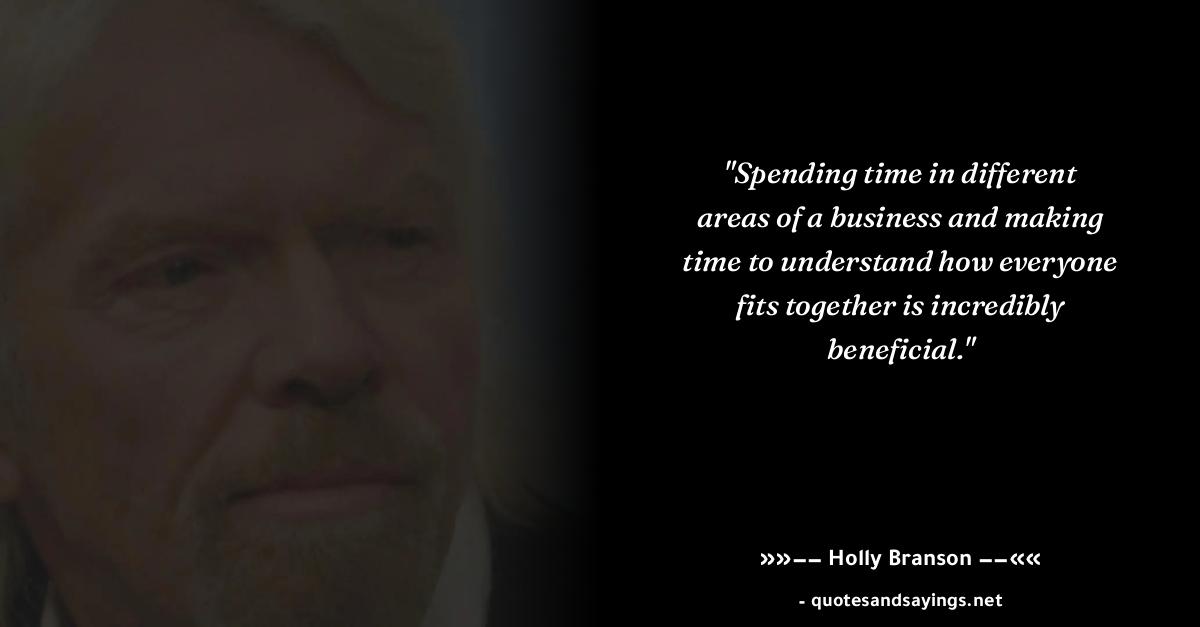 "Spending time in different
areas of a business and making
time to understand how everyone
fits together is incredibly
beneficial."
»»−− Holly Branson −−««
- quotesandsayings.net